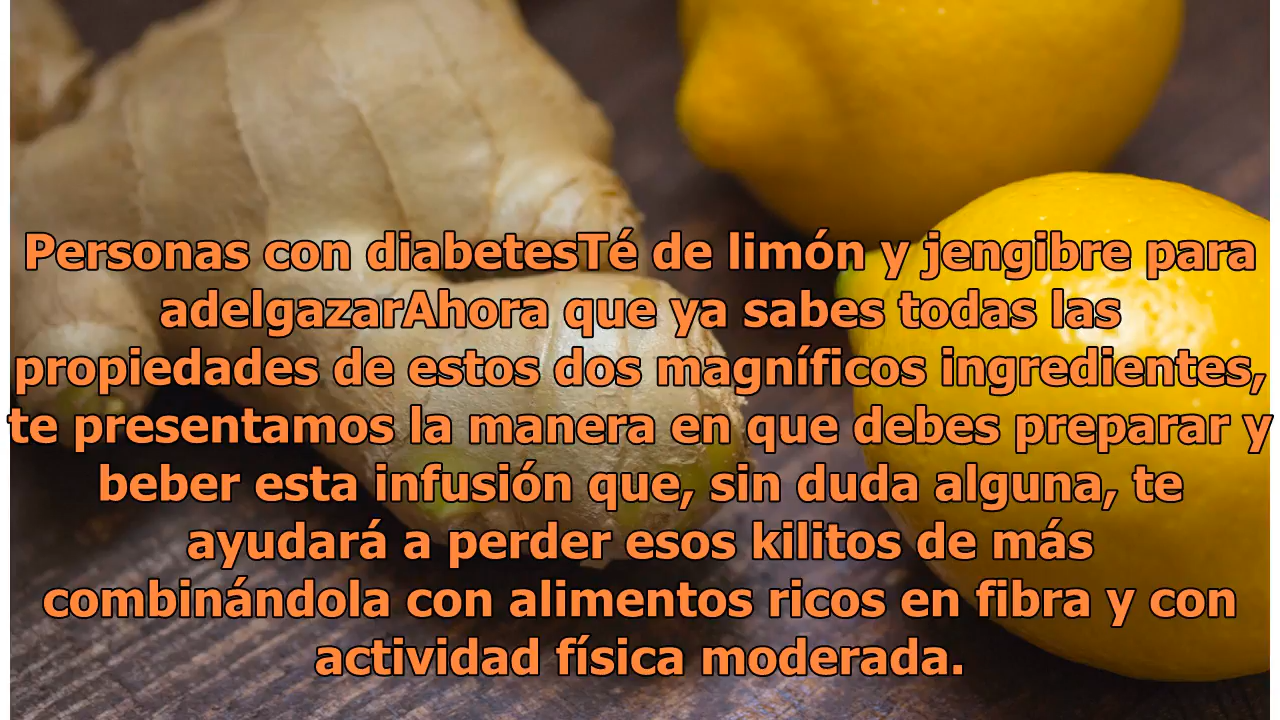 Personas con diabetesTé de limón y jengibre para
adelgazarAhora que ya sabes todas las
propiedades de estos dos magníficos ingredientes,
te presentamos la manera en que debes preparar y
beber esta infusión que, sin duda alguna, te
ayudará a perder esos kilitos de más
combinándola con alimentos ricos en fibra y con
actividad física moderada.